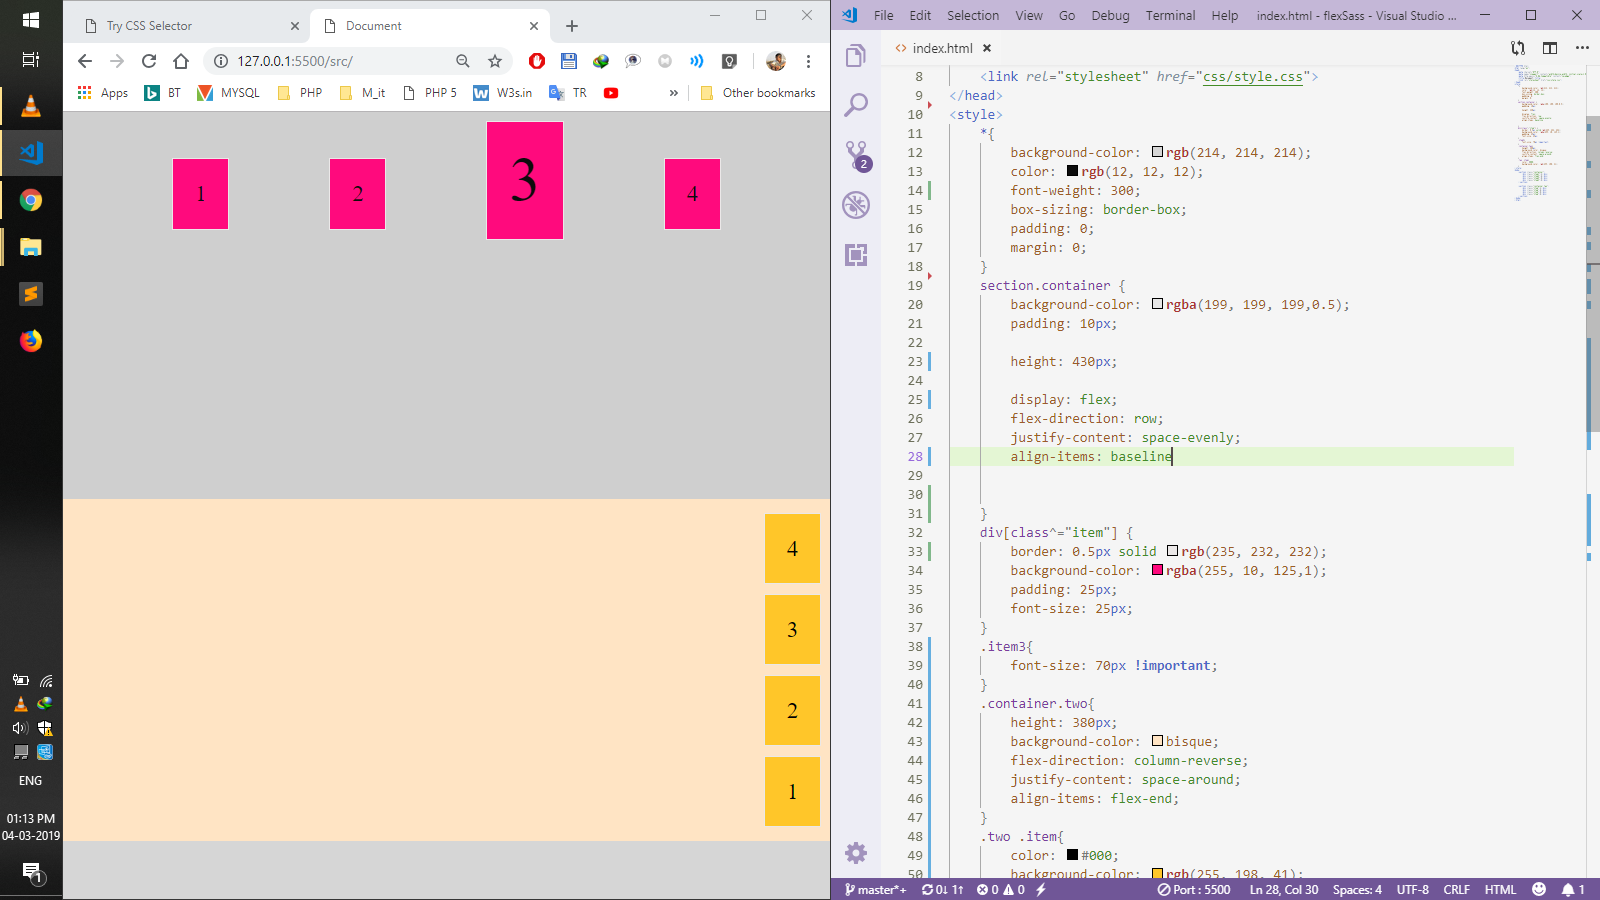 Try CSS Selector
Document
127.0.0.1:5500/src/
Apps
BT
MYSQL
PHP
M_it
PHP 5
W3s.in
TR
»
Other bookmarks
1
2
3
4
4
3
2
1
ENG
01:13 PM
04-03-2019
1
File Edit Selection View Go Debug Terminal Help index.html - flexSass - Visual Studio ...
<> index.html
2
8 <link rel="stylesheet" href="css/style.css">
9 </head>
10 <style>
11 *{
12 background-color: rgb(214, 214, 214);
13 color: rgb(12, 12, 12);
14 font-weight: 300;
15 box-sizing: border-box;
16 padding: 0;
17 margin: 0;
18 }
19 section.container {
20 background-color: rgba(199, 199, 199,0.5);
21 padding: 10px;
22
23 height: 430px;
24
25 display: flex;
26 flex-direction: row;
27 justify-content: space-evenly;
28 align-items: baseline
29
30
31 }
32 div[class^="item"] {
33 border: 0.5px solid rgb(235, 232, 232);
34 background-color: rgba(255, 10, 125,1);
35 padding: 25px;
36 font-size: 25px;
37 }
38 .item3{
39 font-size: 70px !important;
40 }
41 .container.two{
42 height: 380px;
43 background-color: bisque;
44 flex-direction: column-reverse;
45 justify-content: space-around;
46 align-items: flex-end;
47 }
48 .two .item{
49 color: #000;
50 background-color: rgb(255, 198, 41);
master*+ 0↓ 1↑ 0 0 Port : 5500 Ln 28, Col 30 Spaces: 4 UTF-8 CRLF HTML 1